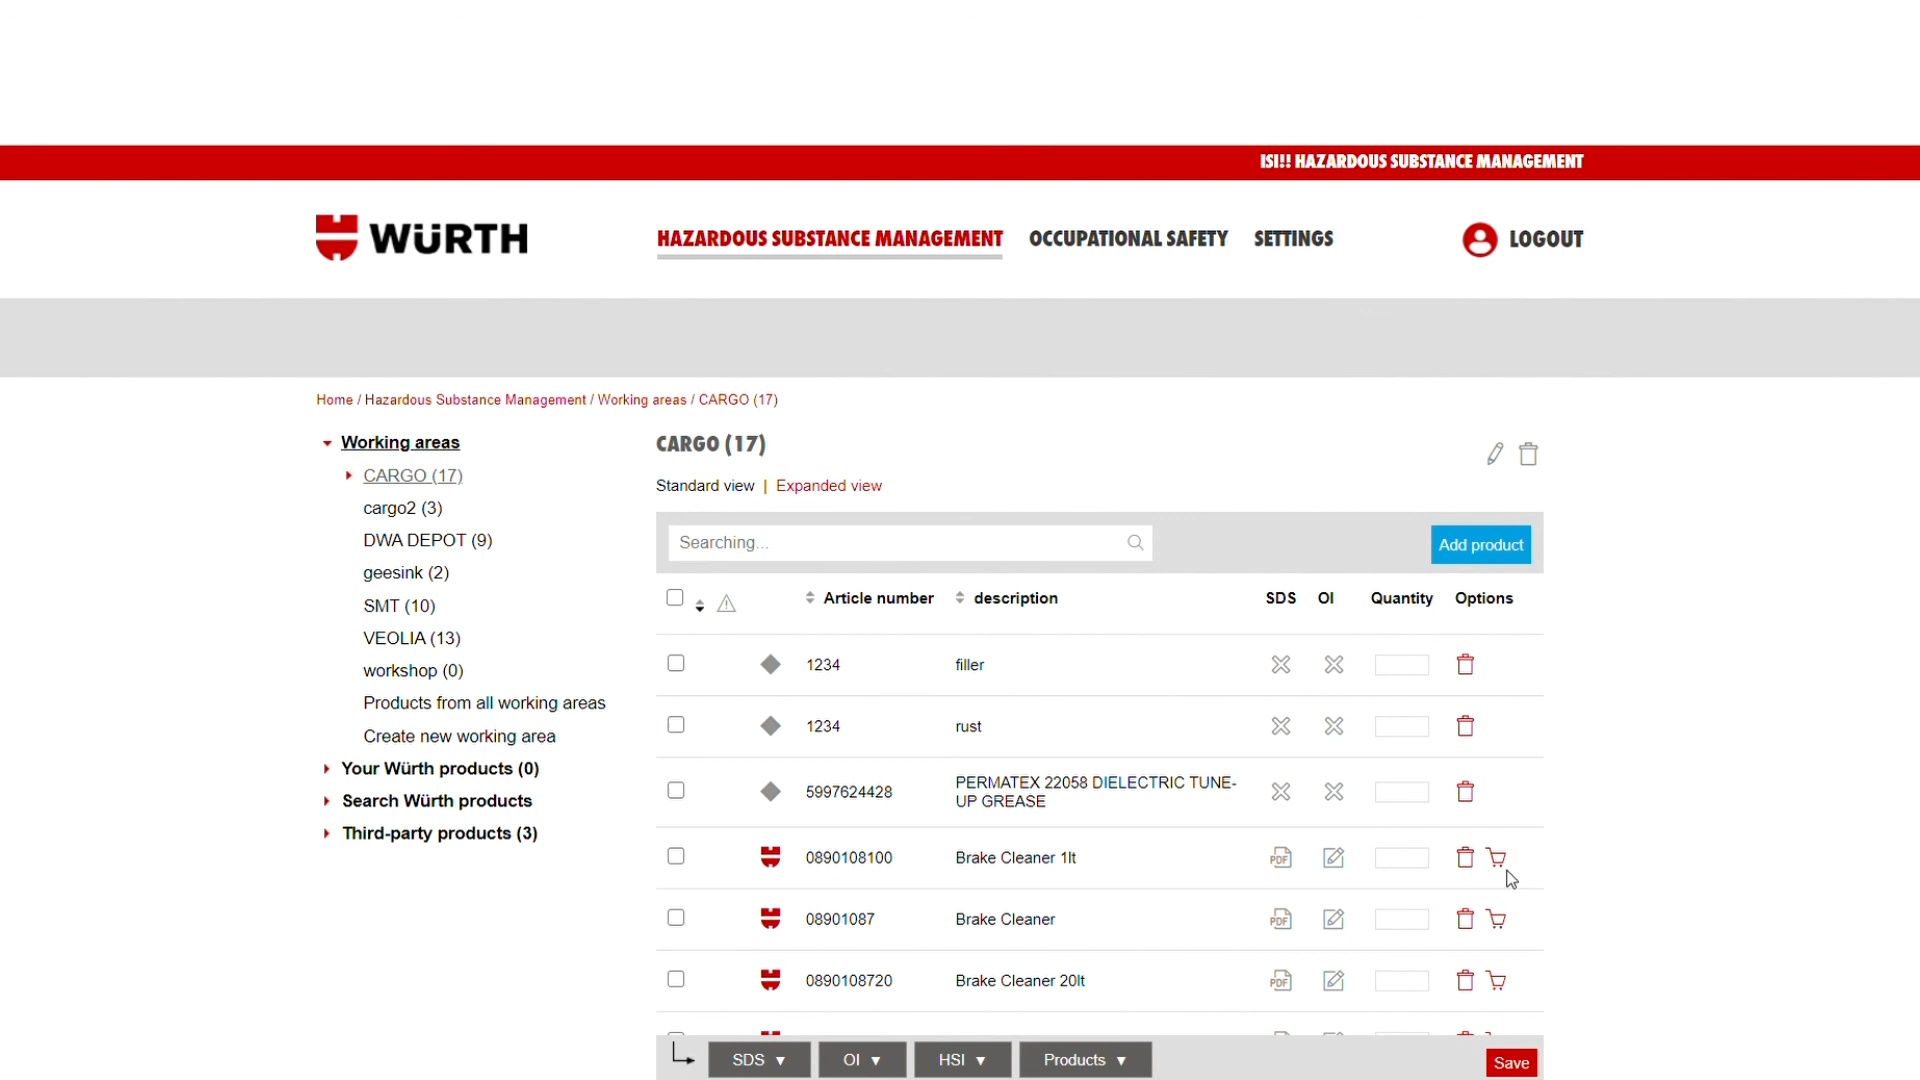 ISI!! HAZARDOUS SUBSTANCE MANAGEMENT
WÜRTH
HAZARDOUS SUBSTANCE MANAGEMENT OCCUPATIONAL SAFETY SETTINGS LOGOUT
Home / Hazardous Substance Management / Working areas / CARGO (17)
Working areas
CARGO (17)
cargo2 (3)
DWA DEPOT (9)
geesink (2)
SMT (10)
VEOLIA (13)
workshop (0)
Products from all working areas
Create new working area
Your Würth products (0)
Search Würth products
Third-party products (3)
CARGO (17)
Standard view | Expanded view
Searching...
Add product
Article number description SDS OI Quantity Options
1234 filler
1234 rust
5997624428 PERMATEX 22058 DIELECTRIC TUNE-
UP GREASE
0890108100 Brake Cleaner 1lt PDF
08901087 Brake Cleaner PDF
0890108720 Brake Cleaner 20lt PDF
SDS OI HSI Products Save